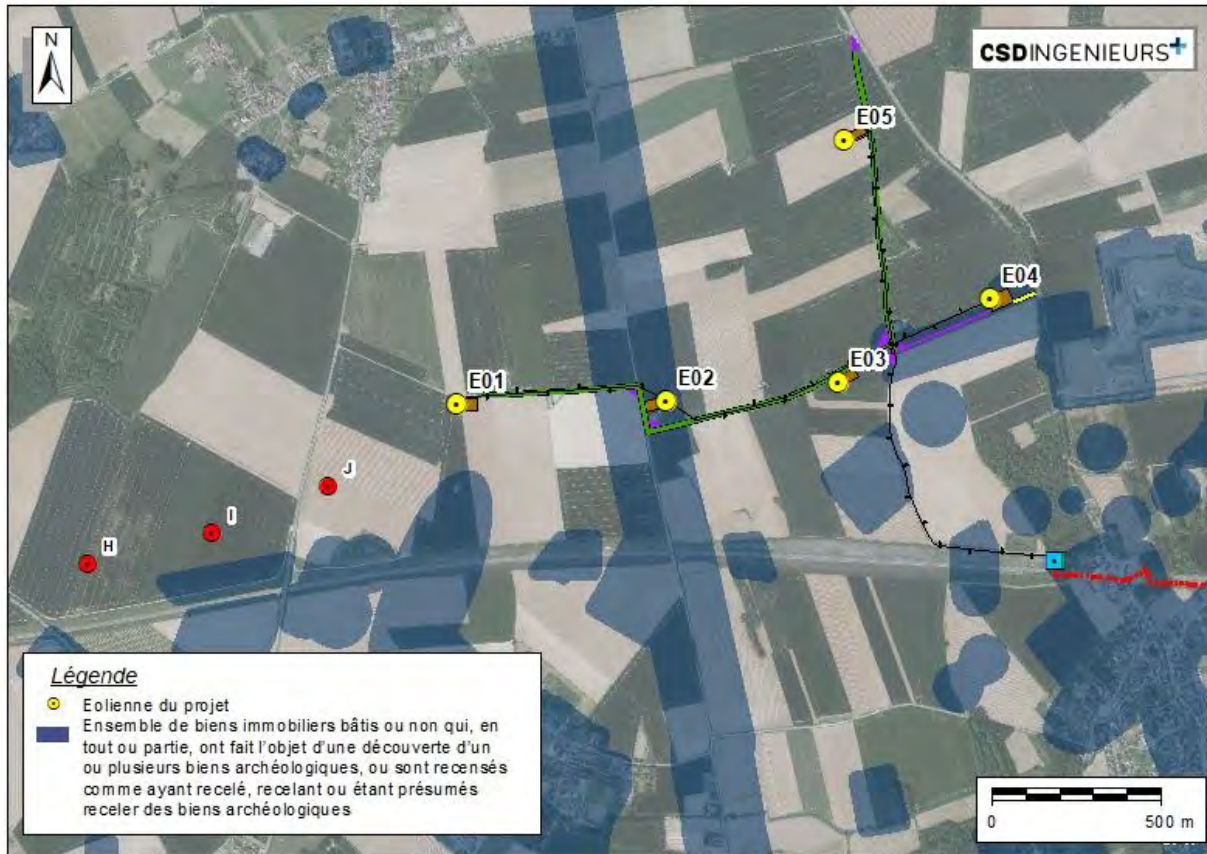 N
CSDINGENIEURS+
E05
E04
E03
E01
E02
J
I
H
Légende
Eolienne du projet
Ensemble de biens immobiliers bâtis ou non qui, en
tout ou partie, ont fait l'objet d'une découverte d'un
ou plusieurs biens archéologiques, ou sont recensés
comme ayant recelé, recelant ou étant présumés
receler des biens archéologiques
0 500 m